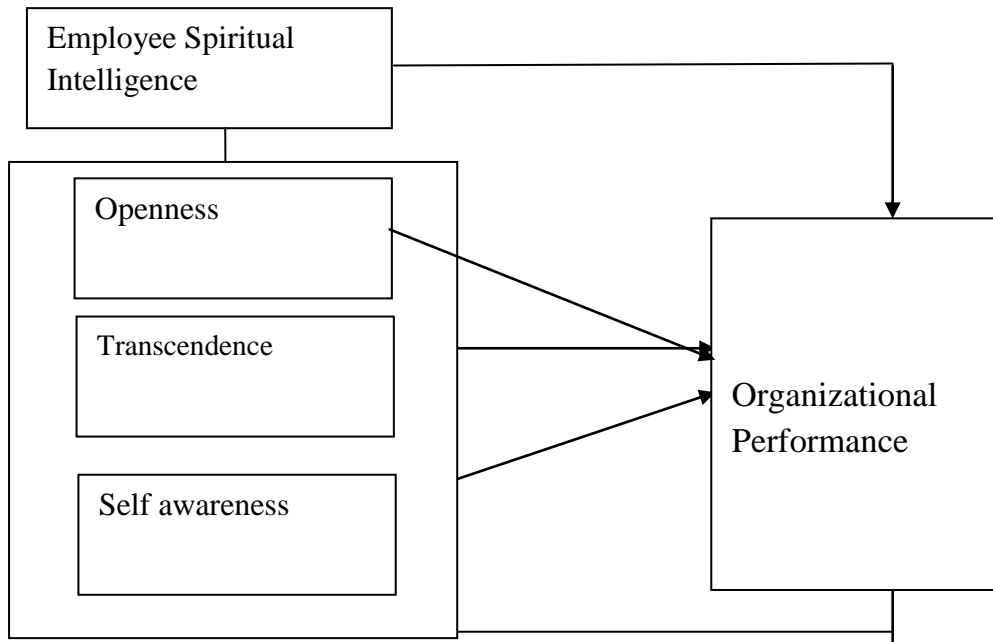 Employee Spiritual
Intelligence
Openness
Transcendence
Self awareness
Organizational
Performance